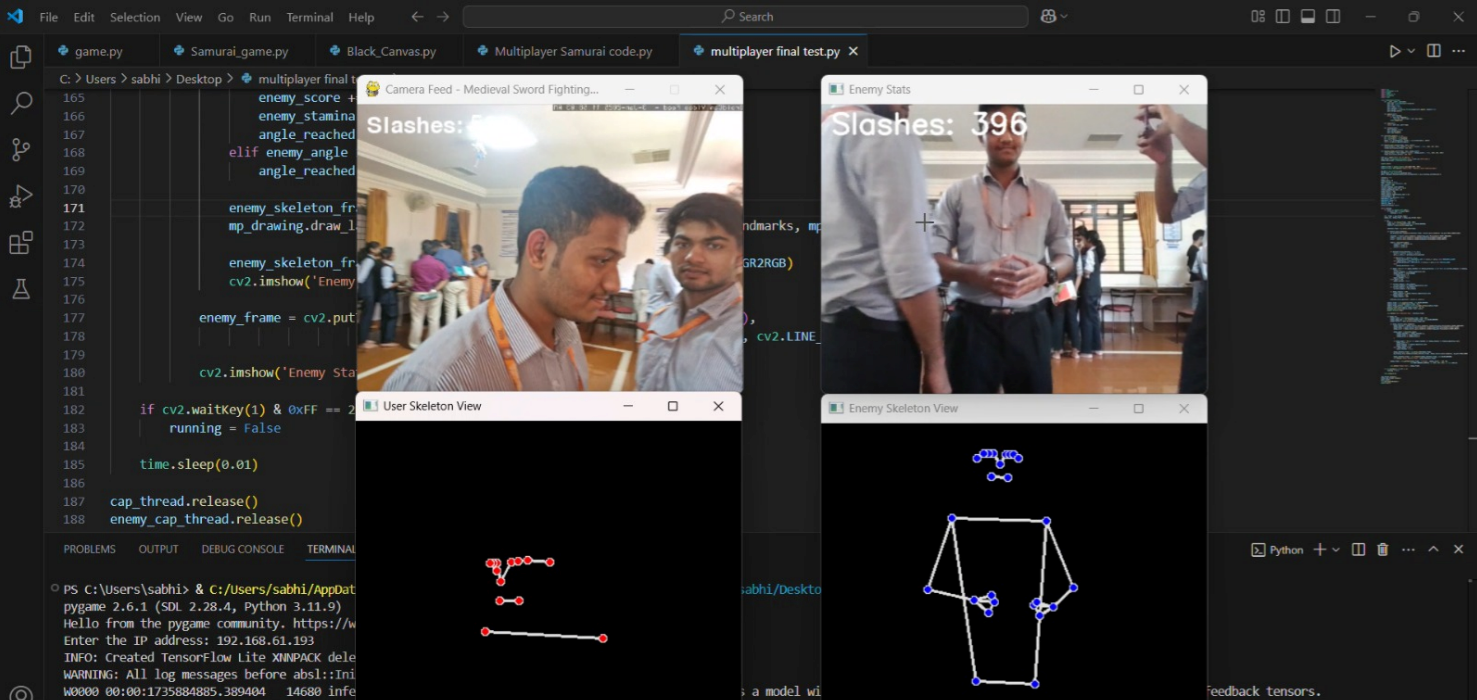 File Edit Selection View Go Run Terminal Help
Search
game.py Samurai_game.py Black_Canvas.py Multiplayer Samurai code.py multiplayer final test.py
C: > Users > sabhi > Desktop > multiplayer final
165 enemy_score +
166 enemy_stamina
167 angle_reached
168 elif enemy_angle
169 angle_reached
170
171 enemy_skeleton_fr
172 mp_drawing.draw_l ndmarks, mp
173
174 enemy_skeleton_fr GR2RGB)
175 cv2.imshow('Enemy
176
177 enemy_frame = cv2.put ),
178 , cv2.LINE_
179
180 cv2.imshow('Enemy Sta
181
182 if cv2.waitKey(1) & 0xFF == 2
183 running = False
184
185 time.sleep(0.01)
186
187 cap_thread.release()
188 enemy_cap_thread.release()
Camera Feed - Medieval Sword Fighting...
Slashes:
Enemy Stats
Slashes: 396
User Skeleton View
Enemy Skeleton View
PROBLEMS OUTPUT DEBUG CONSOLE TERMINAL
Python
PS C:\Users\sabhi> & C:/Users/sabhi/AppDat sabhi/Deskto
pygame 2.6.1 (SDL 2.28.4, Python 3.11.9)
Hello from the pygame community. https://w
Enter the IP address: 192.168.61.193
INFO: Created TensorFlow Lite XNNPACK dele
WARNING: All log messages before absl::Ini
W0000 00:00:1735884885.389404 14680 infe s a model wi feedback tensors.